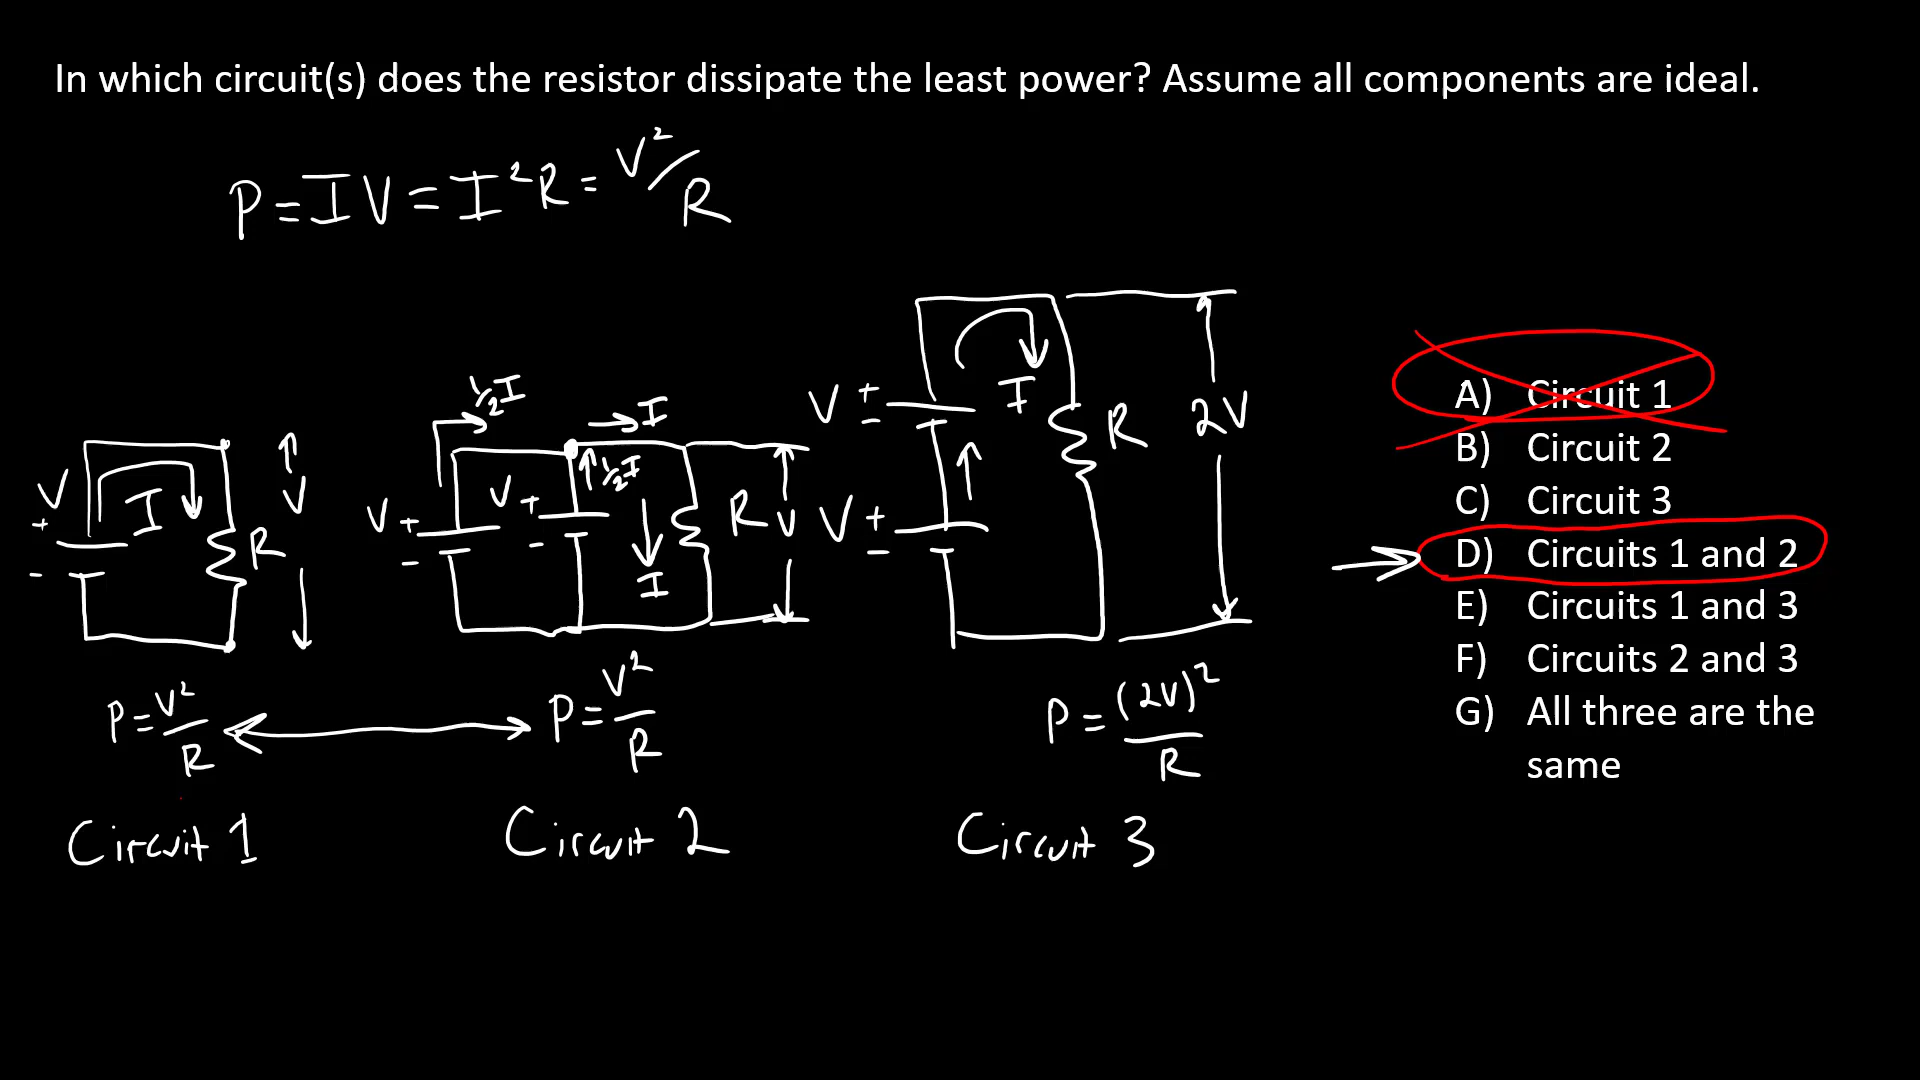 In which circuit(s) does the resistor dissipate the least power? Assume all components are ideal.
P = IV = I²R = V²/R
V
+
-
I
R
V
P = V²/R
Circuit 1
½I
I
V
+
-
V
+
-
½I
I
R
V
P = V²/R
Circuit 2
V
+
-
V
+
-
I
R
2V
P = (2V)²/R
Circuit 3
A) Circuit 1
B) Circuit 2
C) Circuit 3
D) Circuits 1 and 2
E) Circuits 1 and 3
F) Circuits 2 and 3
G) All three are the
same